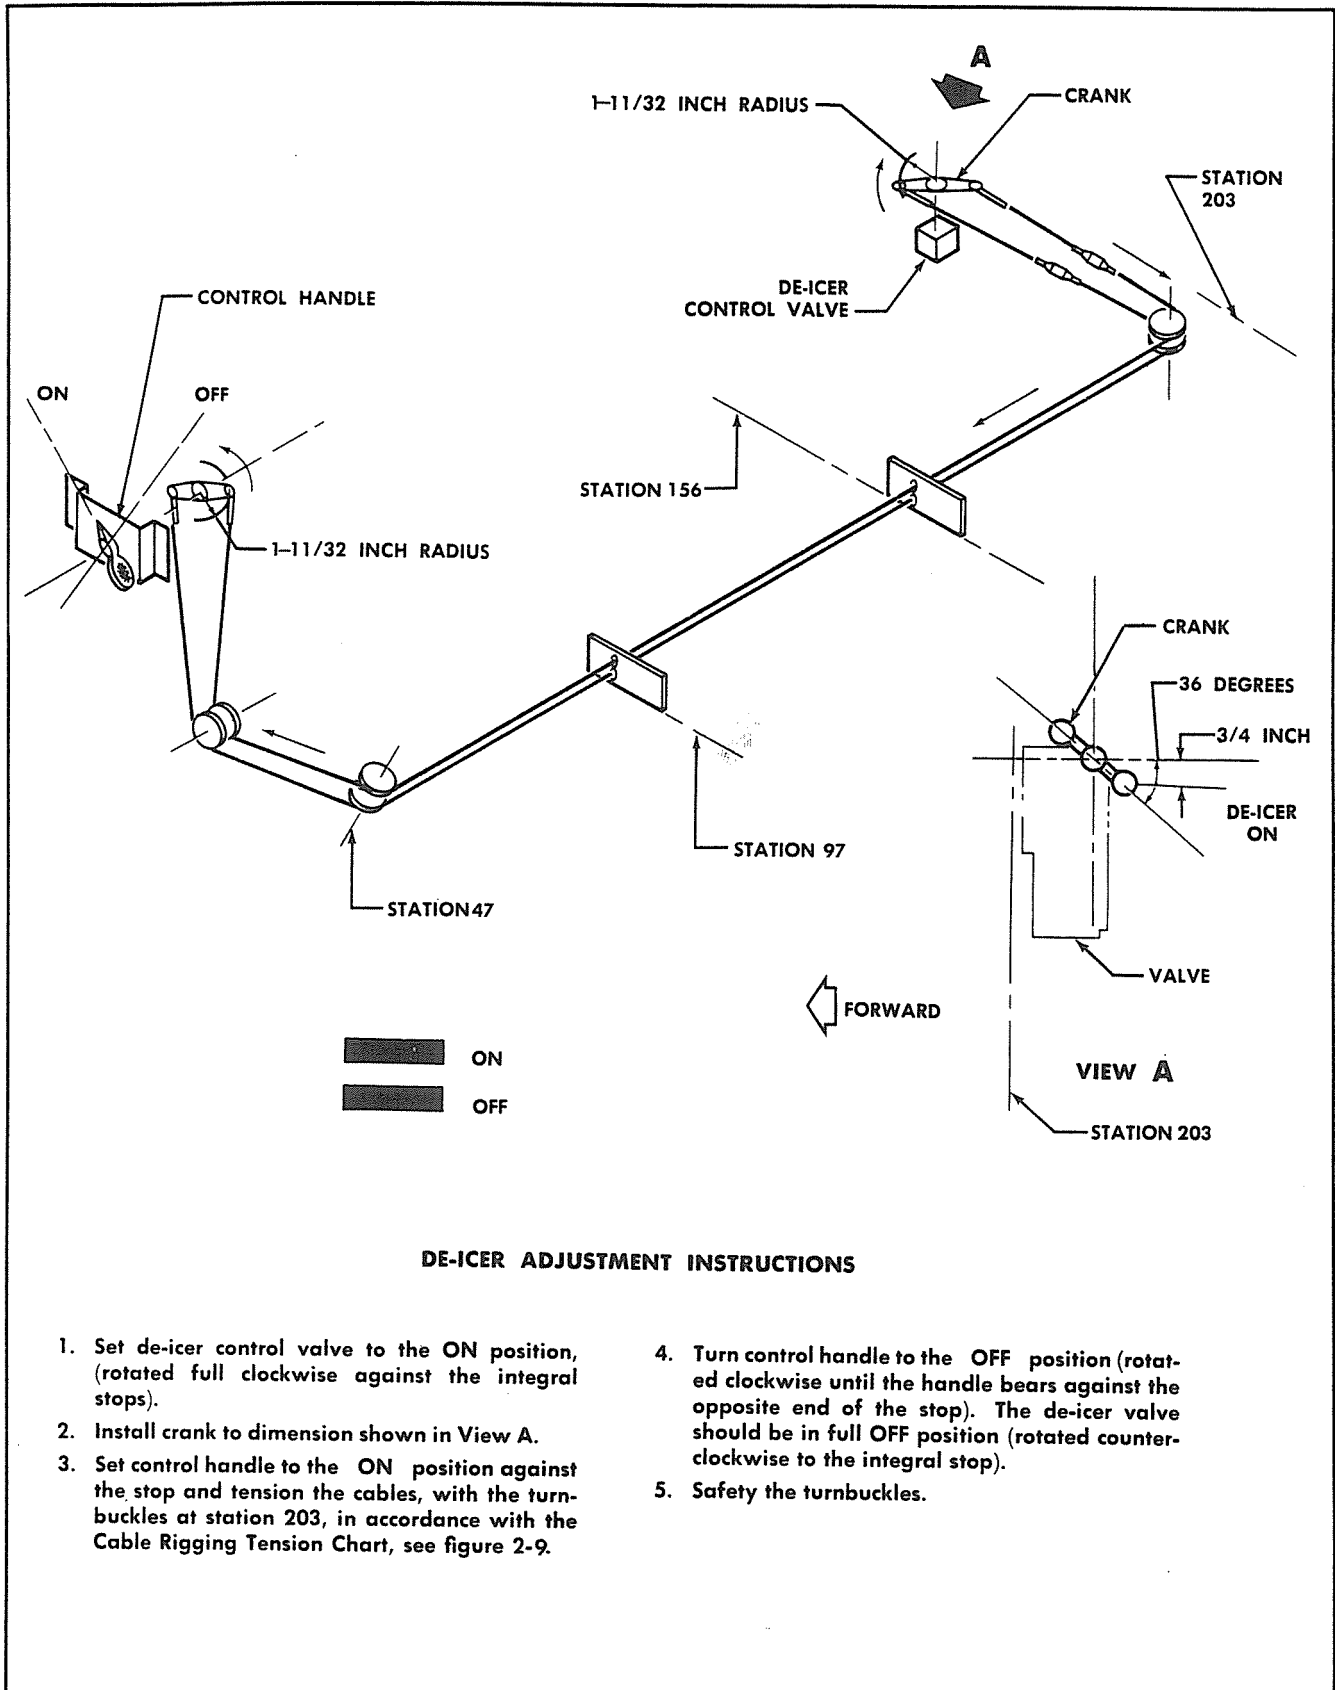 A
1-11/32 INCH RADIUS
CRANK
STATION
203
DE-ICER
CONTROL VALVE
CONTROL HANDLE
ON
OFF
STATION 156
1-11/32 INCH RADIUS
CRANK
36 DEGREES
3/4 INCH
DE-ICER
ON
STATION 97
STATION 47
VALVE
FORWARD
ON
OFF
VIEW A
STATION 203
DE-ICER ADJUSTMENT INSTRUCTIONS
1. Set de-icer control valve to the ON position,
(rotated full clockwise against the integral
stops).
2. Install crank to dimension shown in View A.
3. Set control handle to the ON position against
the stop and tension the cables, with the turn-
buckles at station 203, in accordance with the
Cable Rigging Tension Chart, see figure 2-9.
4. Turn control handle to the OFF position (rotat-
ed clockwise until the handle bears against the
opposite end of the stop). The de-icer valve
should be in full OFF position (rotated counter-
clockwise to the integral stop).
5. Safety the turnbuckles.